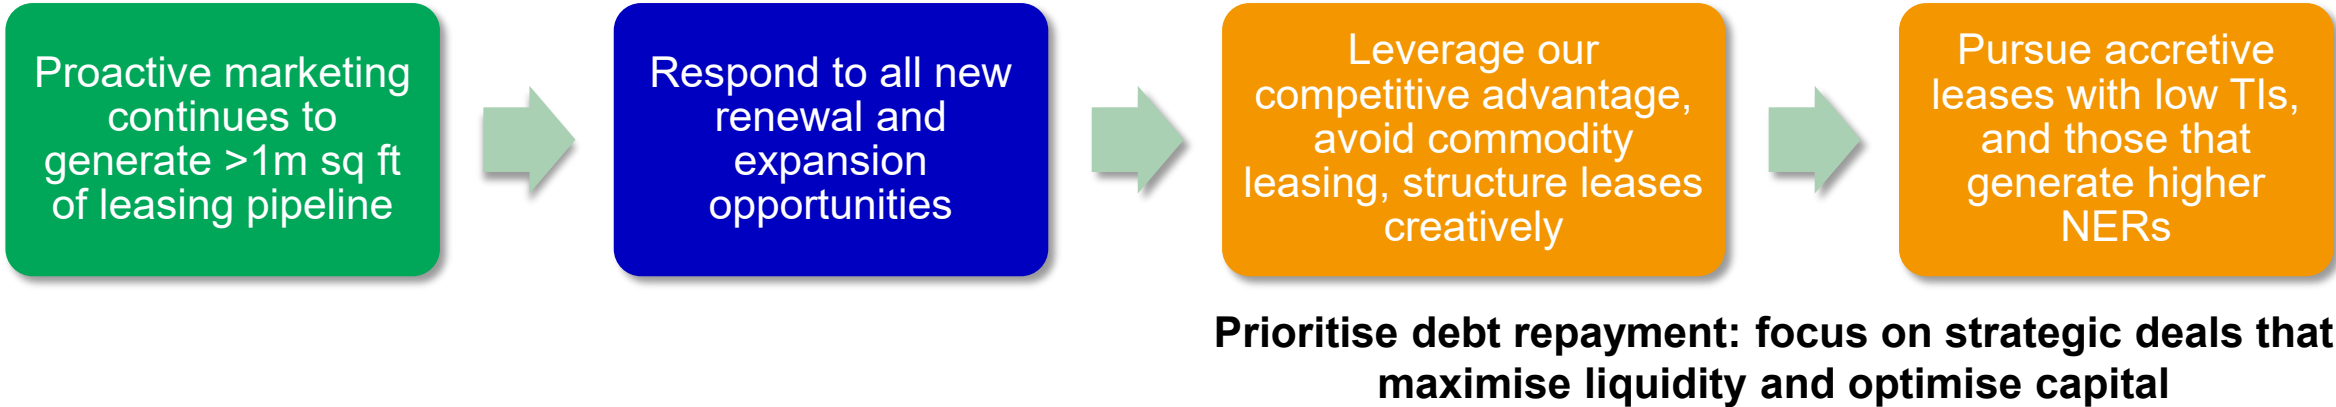 Proactive marketing
continues to
generate >1m sq ft
of leasing pipeline
Respond to all new
renewal and
expansion
opportunities
Leverage our
competitive advantage,
avoid commodity
leasing, structure leases
creatively
Pursue accretive
leases with low TIs,
and those that
generate higher
NERs
Prioritise debt repayment: focus on strategic deals that
maximise liquidity and optimise capital